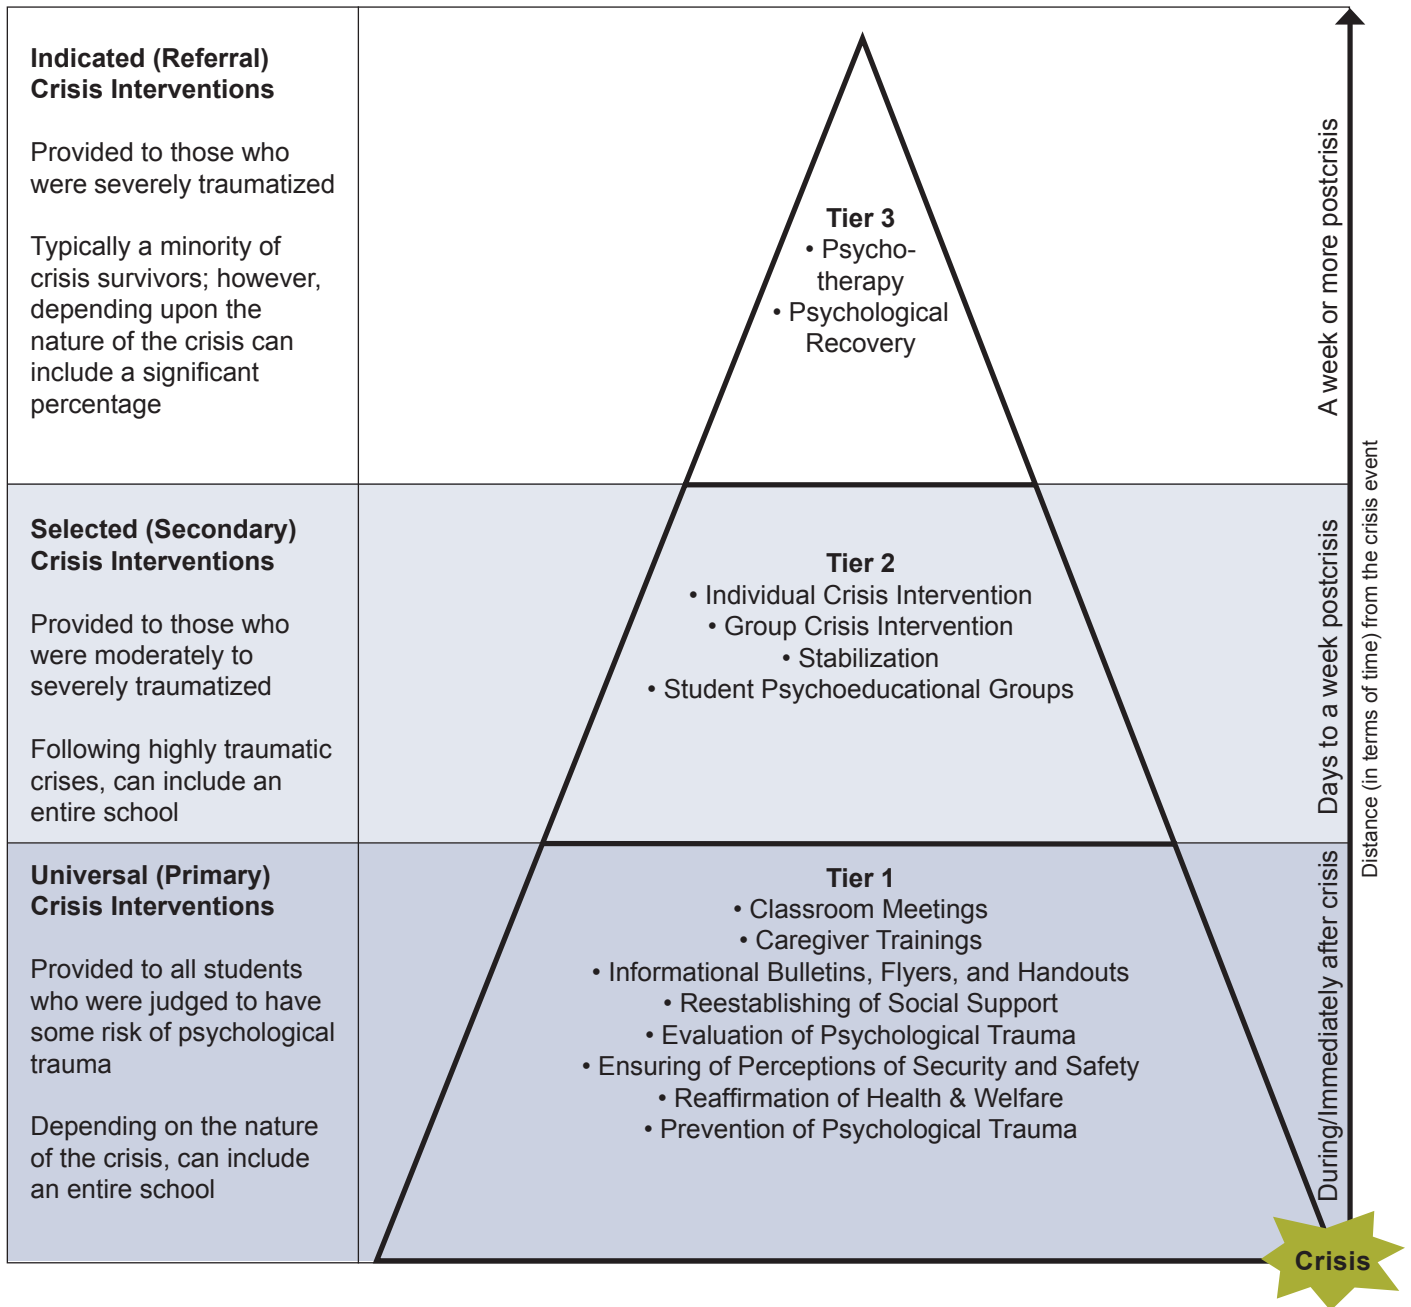 Indicated (Referral)
Crisis Interventions
Provided to those who
were severely traumatized
Typically a minority of
crisis survivors; however,
depending upon the
nature of the crisis can
include a significant
percentage
Tier 3
• Psycho-
therapy
• Psychological
Recovery
A week or more postcrisis
Selected (Secondary)
Crisis Interventions
Provided to those who
were moderately to
severely traumatized
Following highly traumatic
crises, can include an
entire school
Tier 2
• Individual Crisis Intervention
• Group Crisis Intervention
• Stabilization
• Student Psychoeducational Groups
Days to a week postcrisis
Universal (Primary)
Crisis Interventions
Provided to all students
who were judged to have
some risk of psychological
trauma
Depending on the nature
of the crisis, can include
an entire school
Tier 1
• Classroom Meetings
• Caregiver Trainings
• Informational Bulletins, Flyers, and Handouts
• Reestablishing of Social Support
• Evaluation of Psychological Trauma
• Ensuring of Perceptions of Security and Safety
• Reaffirmation of Health & Welfare
• Prevention of Psychological Trauma
During/Immediately after crisis
Distance (in terms of time) from the crisis event
Crisis